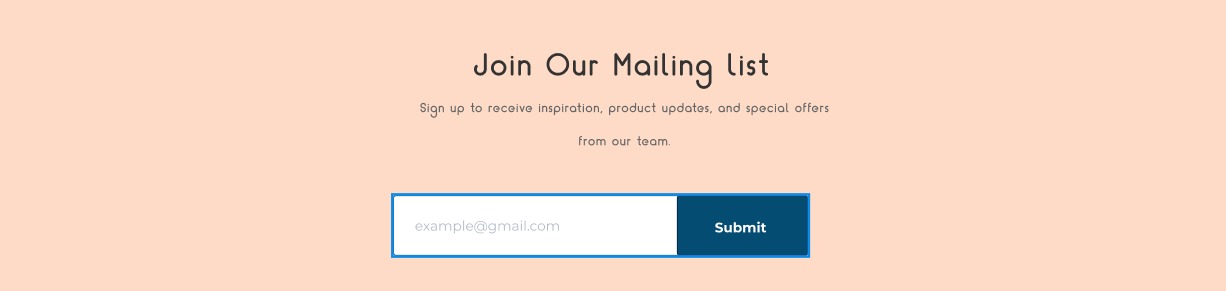 Join Our Mailing list
Sign up to receive inspiration, product updates, and special offers
from our team.
example@gmail.com
Submit